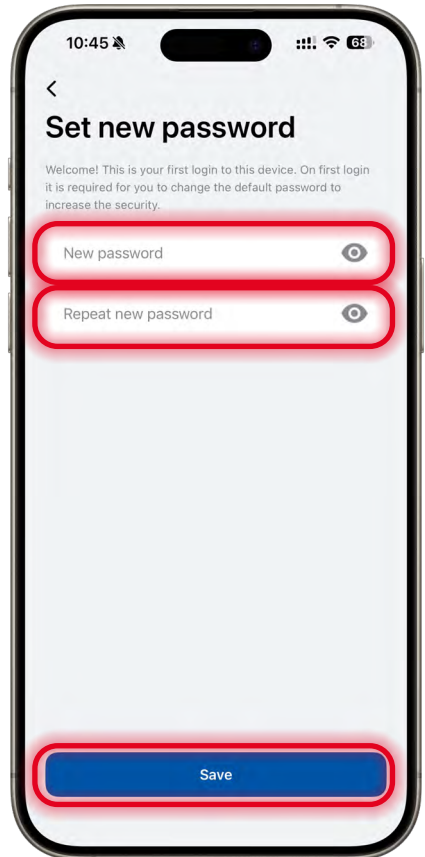 10:45
68
Set new password
Welcome! This is your first login to this device. On first login
it is required for you to change the default password to
increase the security.
New password
Repeat new password
Save